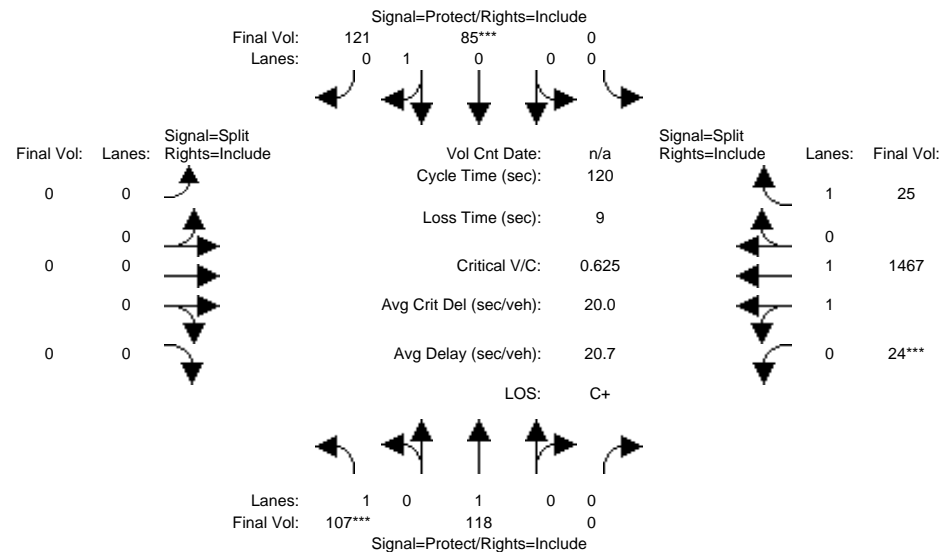 Signal=Protect/Rights=Include
Final Vol: 121 85*** 0
Lanes: 0 1 0 0 0
Signal=Split Signal=Split
Final Vol: Lanes: Rights=Include Vol Cnt Date: n/a Rights=Include Lanes: Final Vol:
Cycle Time (sec): 120
0 0 1 25
Loss Time (sec): 9
0 0
0 0 Critical V/C: 0.625 1 1467
0 Avg Crit Del (sec/veh): 20.0 1
0 0 Avg Delay (sec/veh): 20.7 0 24***
LOS: C+
Lanes: 1 0 1 0 0
Final Vol: 107*** 118 0
Signal=Protect/Rights=Include